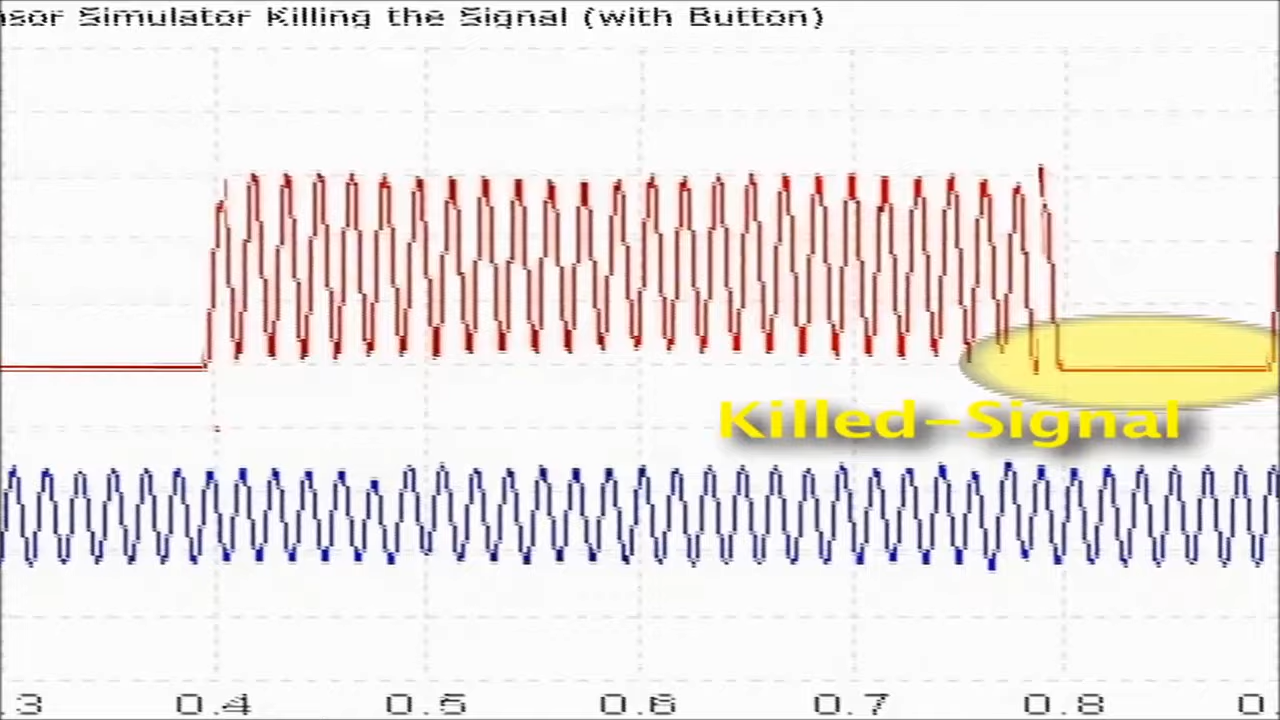 nsor Simulator Killing the Signal (with Button)
Killed-Signal
.3 0.4 0.5 0.6 0.7 0.8 0.